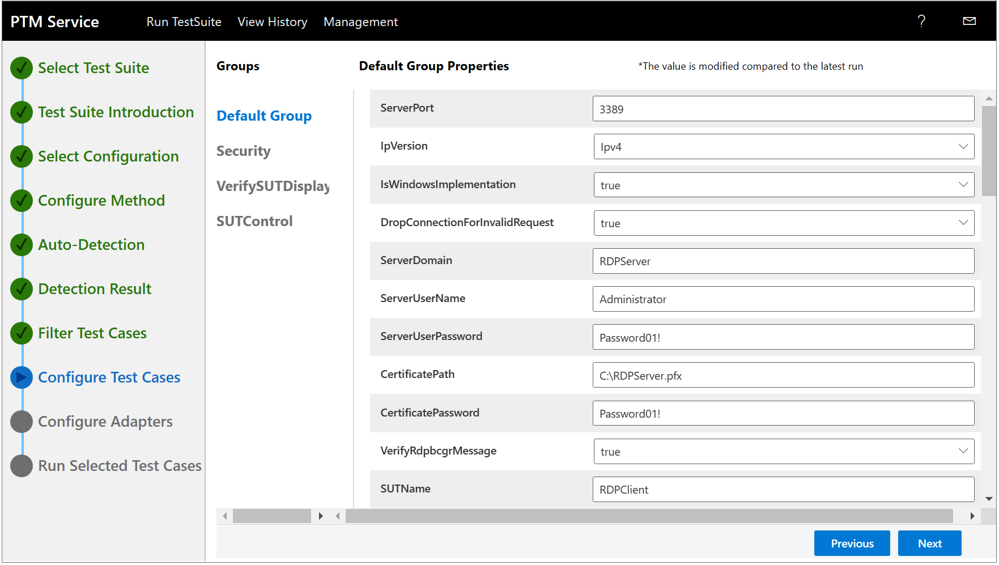 PTM Service
Run TestSuite
View History
Management
?
Select Test Suite
Test Suite Introduction
Select Configuration
Configure Method
Auto-Detection
Detection Result
Filter Test Cases
Configure Test Cases
Configure Adapters
Run Selected Test Cases
Groups
Default Group
Security
VerifySUTDisplay
SUTControl
Default Group Properties
*The value is modified compared to the latest run
ServerPort
3389
IpVersion
Ipv4
IsWindowsImplementation
true
DropConnectionForInvalidRequest
true
ServerDomain
RDPServer
ServerUserName
Administrator
ServerUserPassword
Password01!
CertificatePath
C:\RDPServer.pfx
CertificatePassword
Password01!
VerifyRdpbcgrMessage
true
SUTName
RDPClient
Previous
Next